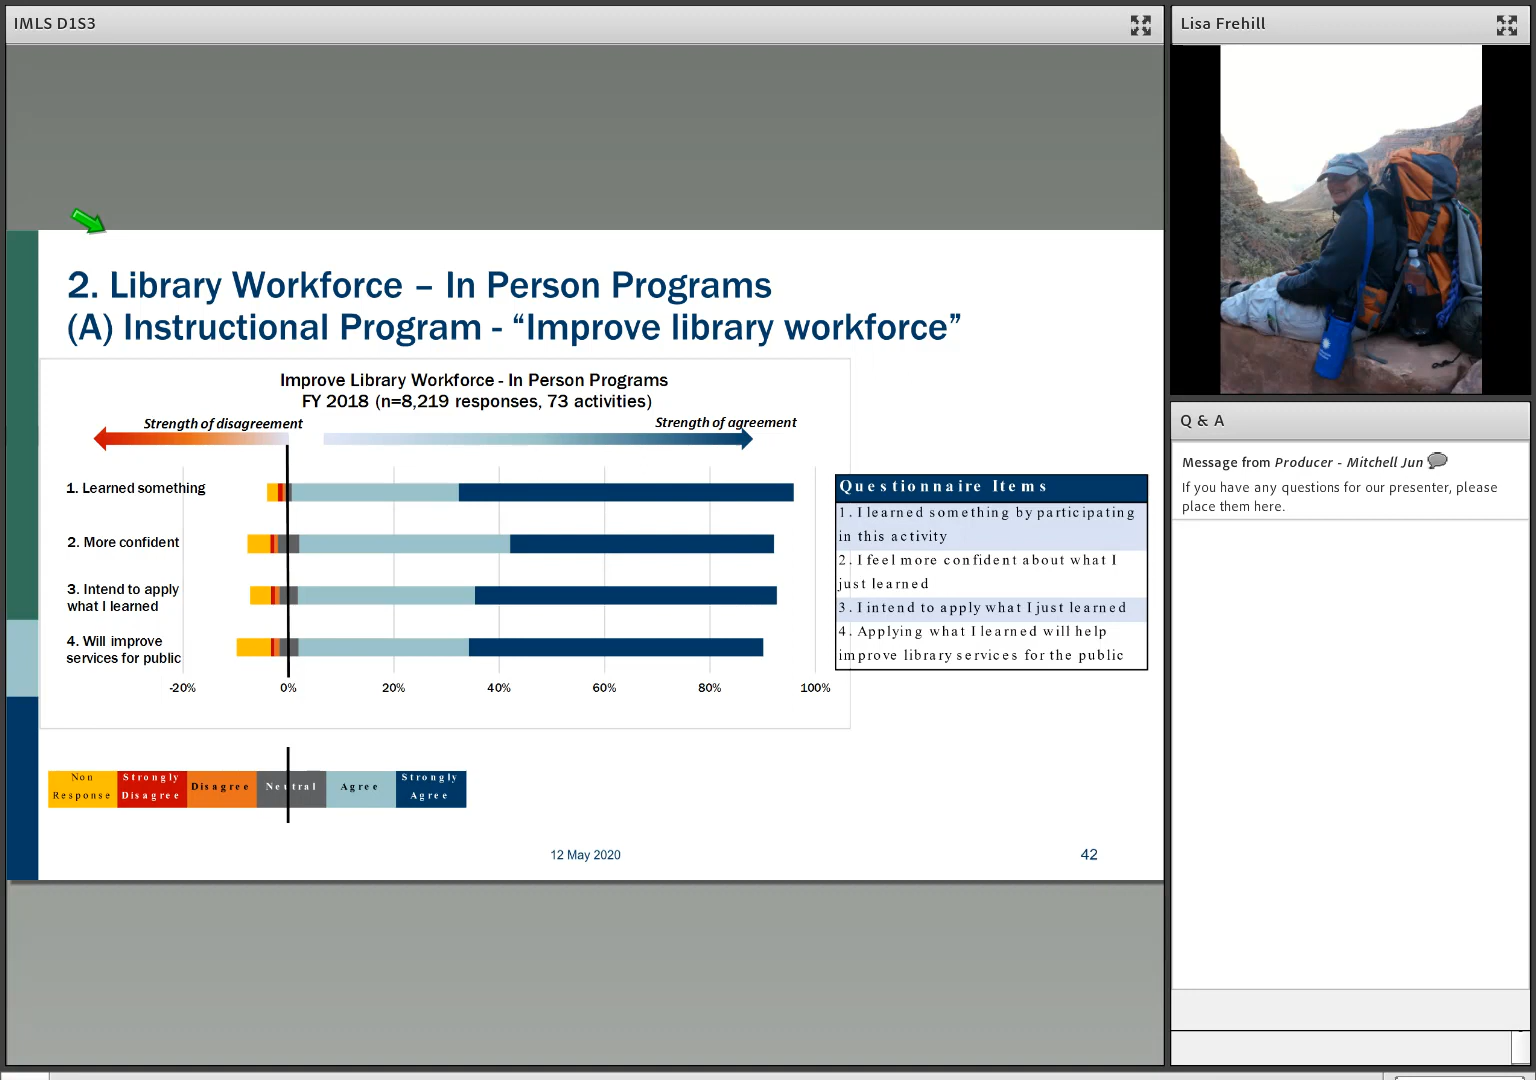 IMLS D1S3
2. Library Workforce – In Person Programs
(A) Instructional Program - “Improve library workforce”
Improve Library Workforce - In Person Programs
FY 2018 (n=8,219 responses, 73 activities)
Strength of disagreement
Strength of agreement
1. Learned something
2. More confident
3. Intend to apply
what I learned
4. Will improve
services for public
-20%
0%
20%
40%
60%
80%
100%
Questionnaire Items
1. I learned something by participating
in this activity
2. I feel more confident about what I
just learned
3. I intend to apply what I just learned
4. Applying what I learned will help
improve library services for the public
Non
Response
Strongly
Disagree
Disagree
Neutral
Agree
Strongly
Agree
12 May 2020
42
Lisa Frehill
Q & A
Message from Producer - Mitchell Jun
If you have any questions for our presenter, please
place them here.